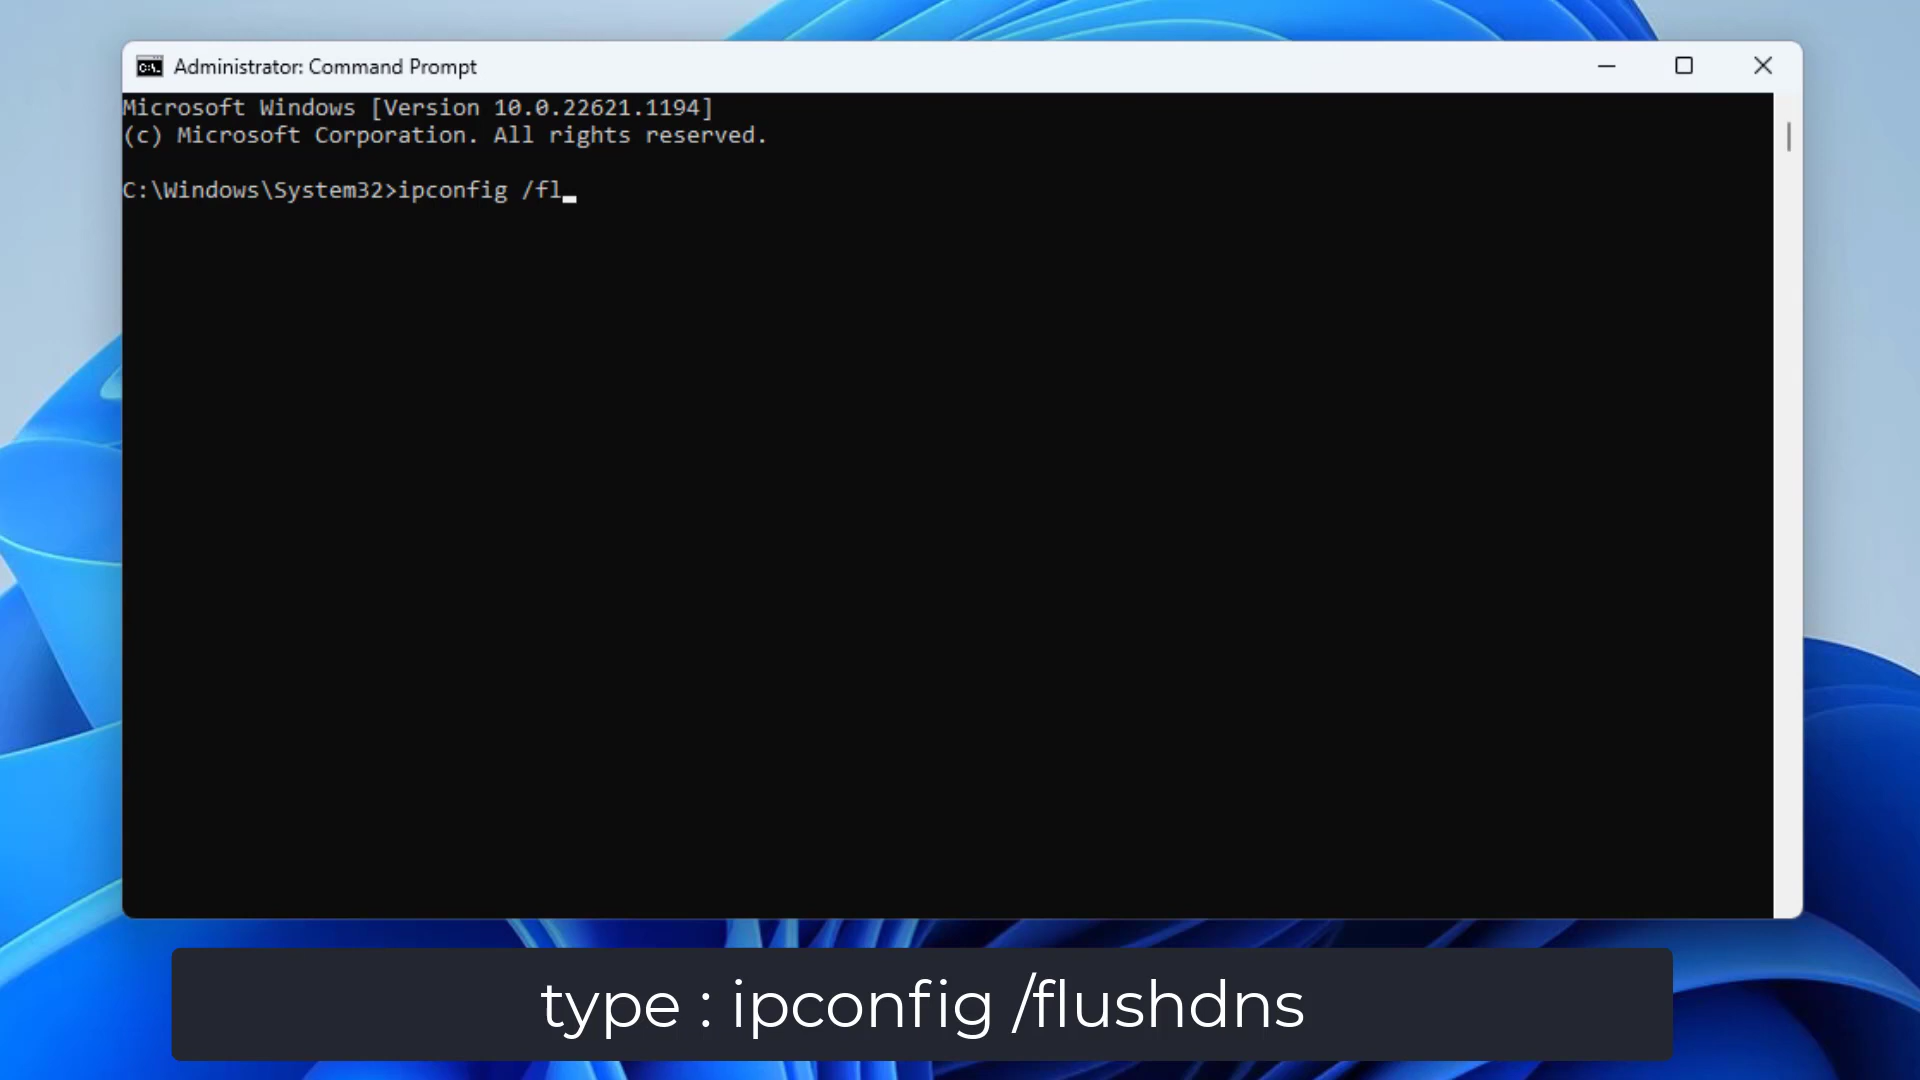 Administrator: Command Prompt
Microsoft Windows [Version 10.0.22621.1194]
(c) Microsoft Corporation. All rights reserved.
C:\Windows\System32>ipconfig /fl_
type : ipconfig /flushdns